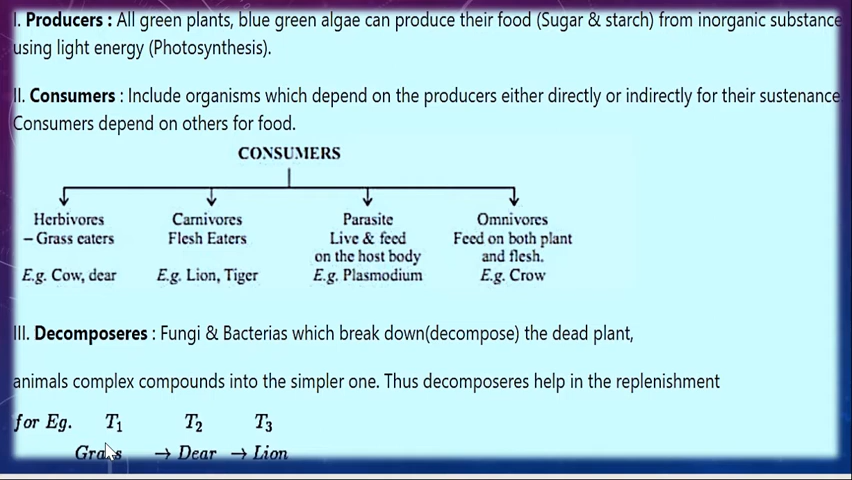 I. Producers : All green plants, blue green algae can produce their food (Sugar & starch) from inorganic substance
using light energy (Photosynthesis).
II. Consumers : Include organisms which depend on the producers either directly or indirectly for their sustenance
Consumers depend on others for food.
CONSUMERS
Herbivores Carnivores Parasite Omnivores
– Grass eaters Flesh Eaters Live & feed Feed on both plant
on the host body and flesh.
E.g. Cow, dear E.g. Lion, Tiger E.g. Plasmodium E.g. Crow
III. Decomposeres : Fungi & Bacterias which break down(decompose) the dead plant,
animals complex compounds into the simpler one. Thus decomposeres help in the replenishment
for Eg. T1 T2 T3
Grass → Dear → Lion